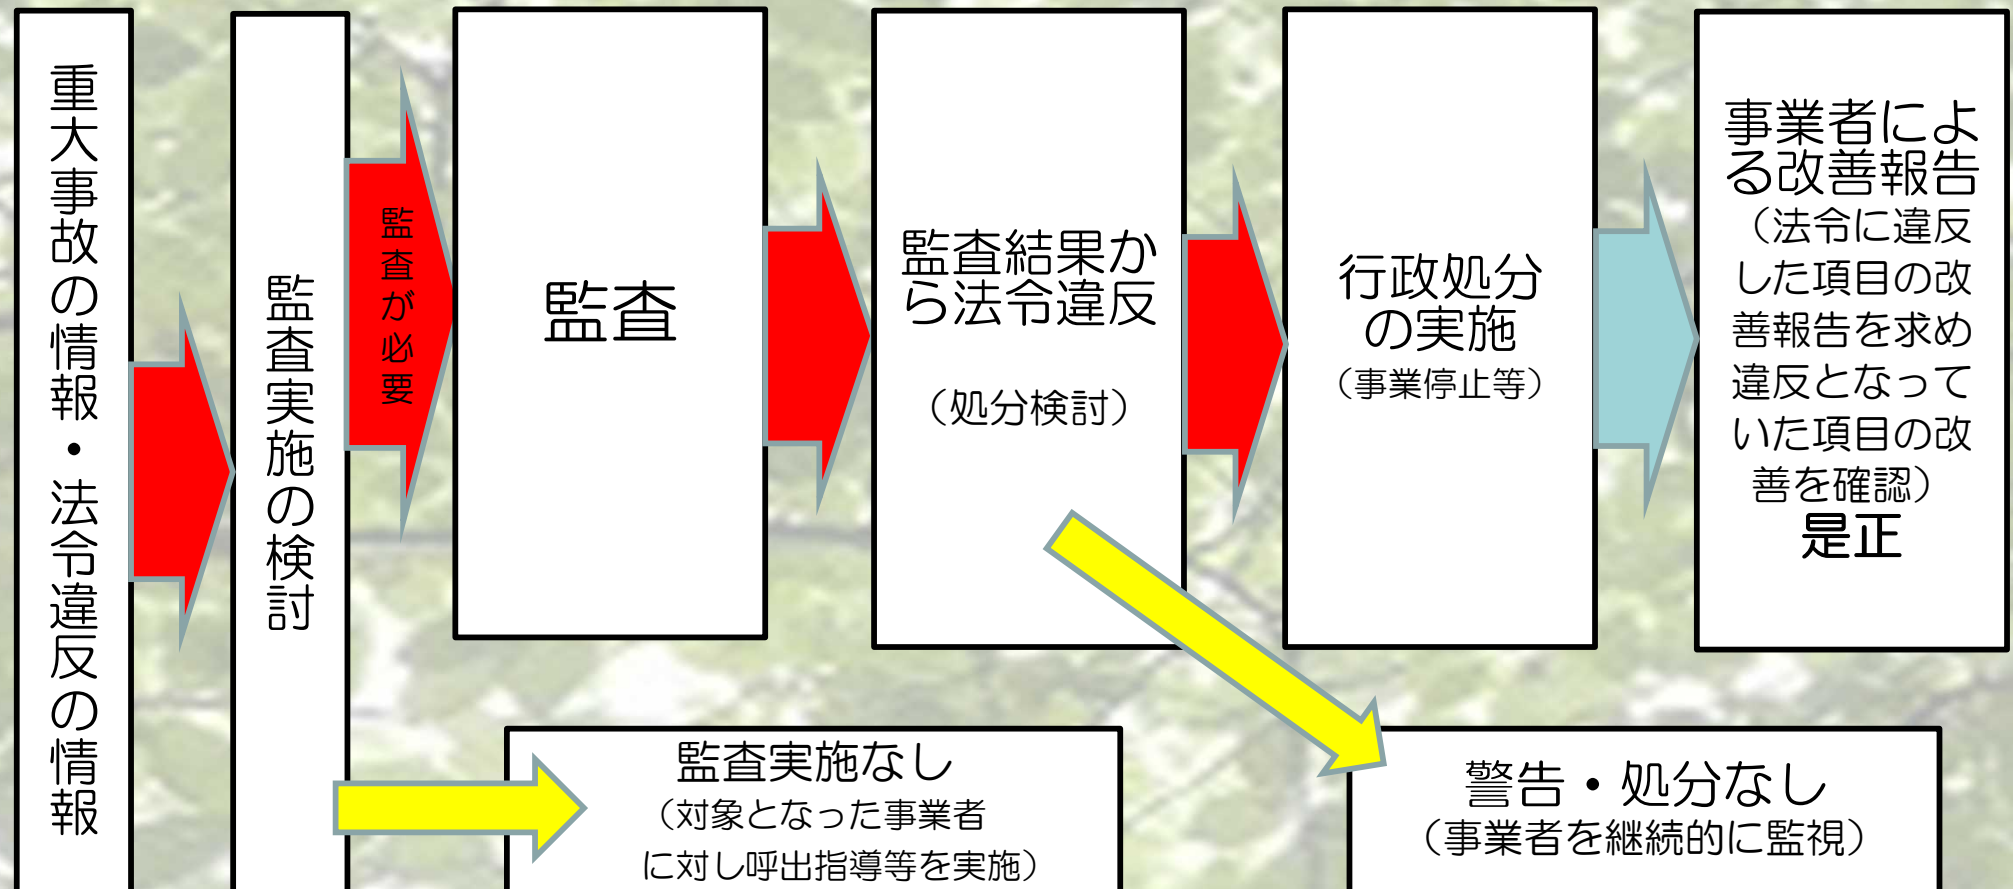 重大事故の情報・法令違反の情報
監査実施の検討
監査が必要
監査
監査結果か
ら法令違反
（処分検討）
行政処分
の実施
（事業停止等）
事業者によ
る改善報告
（法令に違反
した項目の改
善報告を求め
違反となって
いた項目の改
善を確認）
是正
監査実施なし
（対象となった事業者
に対し呼出指導等を実施）
警告・処分なし
（事業者を継続的に監視）